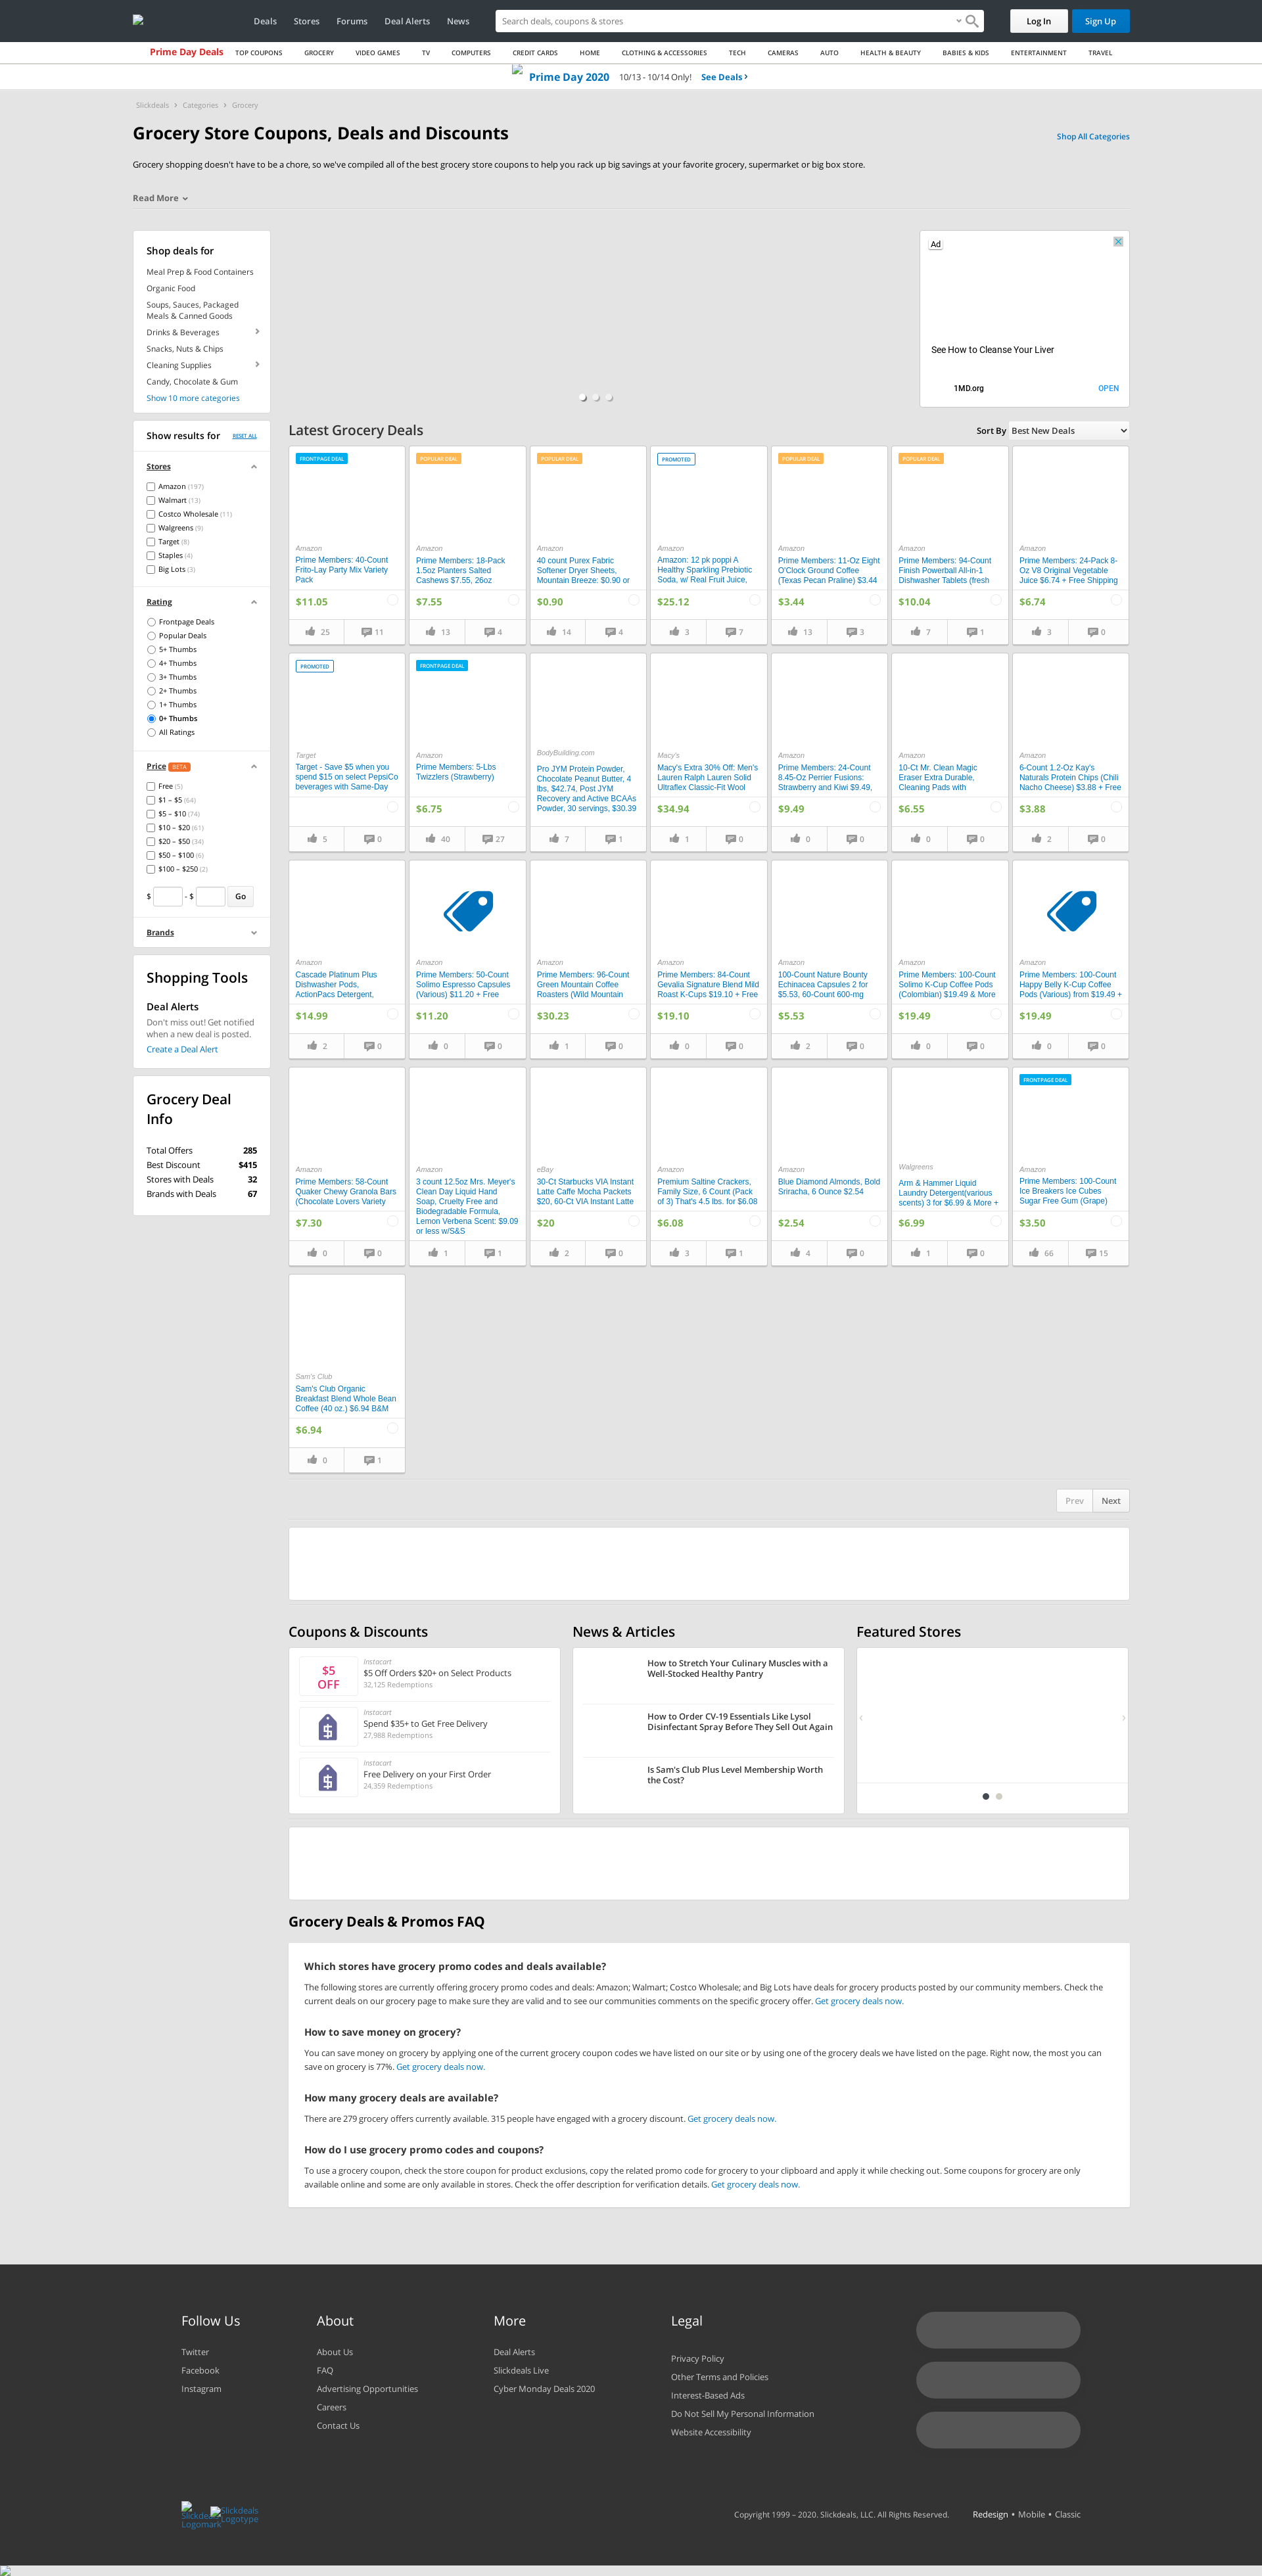 Deals Stores Forums Deal Alerts News
Search deals, coupons & stores
Log In Sign Up
Prime Day Deals TOP COUPONS GROCERY VIDEO GAMES TV COMPUTERS CREDIT CARDS HOME CLOTHING & ACCESSORIES TECH CAMERAS AUTO HEALTH & BEAUTY BABIES & KIDS ENTERTAINMENT TRAVEL
Prime Day 2020 10/13 - 10/14 Only! See Deals ›
Slickdeals › Categories › Grocery
Grocery Store Coupons, Deals and Discounts
Shop All Categories
Grocery shopping doesn't have to be a chore, so we've compiled all of the best grocery store coupons to help you rack up big savings at your favorite grocery, supermarket or big box store.
Read More
Shop deals for
Meal Prep & Food Containers
Organic Food
Soups, Sauces, Packaged
Meals & Canned Goods
Drinks & Beverages
Snacks, Nuts & Chips
Cleaning Supplies
Candy, Chocolate & Gum
Show 10 more categories
Ad
See How to Cleanse Your Liver
1MD.org OPEN
Show results for RESET ALL
Stores
Amazon (197)
Walmart (13)
Costco Wholesale (11)
Walgreens (9)
Target (8)
Staples (4)
Big Lots (3)
Rating
Frontpage Deals
Popular Deals
5+ Thumbs
4+ Thumbs
3+ Thumbs
2+ Thumbs
1+ Thumbs
0+ Thumbs
All Ratings
Price BETA
Free (5)
$1 – $5 (64)
$5 – $10 (74)
$10 – $20 (61)
$20 – $50 (34)
$50 – $100 (6)
$100 – $250 (2)
$ - $ Go
Brands
Shopping Tools
Deal Alerts
Don't miss out! Get notified
when a new deal is posted.
Create a Deal Alert
Grocery Deal
Info
Total Offers 285
Best Discount $415
Stores with Deals 32
Brands with Deals 67
Latest Grocery Deals
Sort By Best New Deals
FRONTPAGE DEAL
Amazon
Prime Members: 40-Count
Frito-Lay Party Mix Variety
Pack
$11.05
25 11
POPULAR DEAL
Amazon
Prime Members: 18-Pack
1.5oz Planters Salted
Cashews $7.55, 26oz
$7.55
13 4
POPULAR DEAL
Amazon
40 count Purex Fabric
Softener Dryer Sheets,
Mountain Breeze: $0.90 or
$0.90
14 4
PROMOTED
Amazon
Amazon: 12 pk poppi A
Healthy Sparkling Prebiotic
Soda, w/ Real Fruit Juice,
$25.12
3 7
POPULAR DEAL
Amazon
Prime Members: 11-Oz Eight
O'Clock Ground Coffee
(Texas Pecan Praline) $3.44
$3.44
13 3
POPULAR DEAL
Amazon
Prime Members: 94-Count
Finish Powerball All-in-1
Dishwasher Tablets (fresh
$10.04
7 1
Amazon
Prime Members: 24-Pack 8-
Oz V8 Original Vegetable
Juice $6.74 + Free Shipping
$6.74
3 0
PROMOTED
Target
Target - Save $5 when you
spend $15 on select PepsiCo
beverages with Same-Day
5 0
FRONTPAGE DEAL
Amazon
Prime Members: 5-Lbs
Twizzlers (Strawberry)
$6.75
40 27
BodyBuilding.com
Pro JYM Protein Powder,
Chocolate Peanut Butter, 4
lbs, $42.74, Post JYM
Recovery and Active BCAAs
Powder, 30 servings, $30.39
7 1
Macy's
Macy's Extra 30% Off: Men's
Lauren Ralph Lauren Solid
Ultraflex Classic-Fit Wool
$34.94
1 0
Amazon
Prime Members: 24-Count
8.45-Oz Perrier Fusions:
Strawberry and Kiwi $9.49,
$9.49
0 0
Amazon
10-Ct Mr. Clean Magic
Eraser Extra Durable,
Cleaning Pads with
$6.55
0 0
Amazon
6-Count 1.2-Oz Kay's
Naturals Protein Chips (Chili
Nacho Cheese) $3.88 + Free
$3.88
2 0
Amazon
Cascade Platinum Plus
Dishwasher Pods,
ActionPacs Detergent,
$14.99
2 0
Amazon
Prime Members: 50-Count
Solimo Espresso Capsules
(Various) $11.20 + Free
$11.20
0 0
Amazon
Prime Members: 96-Count
Green Mountain Coffee
Roasters (Wild Mountain
$30.23
1 0
Amazon
Prime Members: 84-Count
Gevalia Signature Blend Mild
Roast K-Cups $19.10 + Free
$19.10
0 0
Amazon
100-Count Nature Bounty
Echinacea Capsules 2 for
$5.53, 60-Count 600-mg
$5.53
2 0
Amazon
Prime Members: 100-Count
Solimo K-Cup Coffee Pods
(Colombian) $19.49 & More
$19.49
0 0
Amazon
Prime Members: 100-Count
Happy Belly K-Cup Coffee
Pods (Various) from $19.49 +
$19.49
0 0
Amazon
Prime Members: 58-Count
Quaker Chewy Granola Bars
(Chocolate Lovers Variety
$7.30
0 0
Amazon
3 count 12.5oz Mrs. Meyer's
Clean Day Liquid Hand
Soap, Cruelty Free and
Biodegradable Formula,
Lemon Verbena Scent: $9.09
or less w/S&S
1 1
eBay
30-Ct Starbucks VIA Instant
Latte Caffe Mocha Packets
$20, 60-Ct VIA Instant Latte
$20
2 0
Amazon
Premium Saltine Crackers,
Family Size, 6 Count (Pack
of 3) That's 4.5 lbs. for $6.08
$6.08
3 1
Amazon
Blue Diamond Almonds, Bold
Sriracha, 6 Ounce $2.54
$2.54
4 0
Walgreens
Arm & Hammer Liquid
Laundry Detergent(various
scents) 3 for $6.99 & More +
$6.99
1 0
FRONTPAGE DEAL
Amazon
Prime Members: 100-Count
Ice Breakers Ice Cubes
Sugar Free Gum (Grape)
$3.50
66 15
Sam's Club
Sam's Club Organic
Breakfast Blend Whole Bean
Coffee (40 oz.) $6.94 B&M
$6.94
0 1
Prev Next
Coupons & Discounts
$5
OFF
Instacart
$5 Off Orders $20+ on Select Products
32,125 Redemptions
Instacart
Spend $35+ to Get Free Delivery
27,988 Redemptions
Instacart
Free Delivery on your First Order
24,359 Redemptions
News & Articles
How to Stretch Your Culinary Muscles with a
Well-Stocked Healthy Pantry
How to Order CV-19 Essentials Like Lysol
Disinfectant Spray Before They Sell Out Again
Is Sam's Club Plus Level Membership Worth
the Cost?
Featured Stores
Grocery Deals & Promos FAQ
Which stores have grocery promo codes and deals available?
The following stores are currently offering grocery promo codes and deals: Amazon; Walmart; Costco Wholesale; and Big Lots have deals for grocery products posted by our community members. Check the
current deals on our grocery page to make sure they are valid and to see our communities comments on the specific grocery offer. Get grocery deals now.
How to save money on grocery?
You can save money on grocery by applying one of the current grocery coupon codes we have listed on our site or by using one of the grocery deals we have listed on the page. Right now, the most you can
save on grocery is 77%. Get grocery deals now.
How many grocery deals are available?
There are 279 grocery offers currently available. 315 people have engaged with a grocery discount. Get grocery deals now.
How do I use grocery promo codes and coupons?
To use a grocery coupon, check the store coupon for product exclusions, copy the related promo code for grocery to your clipboard and apply it while checking out. Some coupons for grocery are only
available online and some are only available in stores. Check the offer description for verification details. Get grocery deals now.
Follow Us
Twitter
Facebook
Instagram
About
About Us
FAQ
Advertising Opportunities
Careers
Contact Us
More
Deal Alerts
Slickdeals Live
Cyber Monday Deals 2020
Legal
Privacy Policy
Other Terms and Policies
Interest-Based Ads
Do Not Sell My Personal Information
Website Accessibility
Slickdeals Logomark
Slickdeals Logotype
Copyright 1999 – 2020. Slickdeals, LLC. All Rights Reserved. Redesign • Mobile • Classic